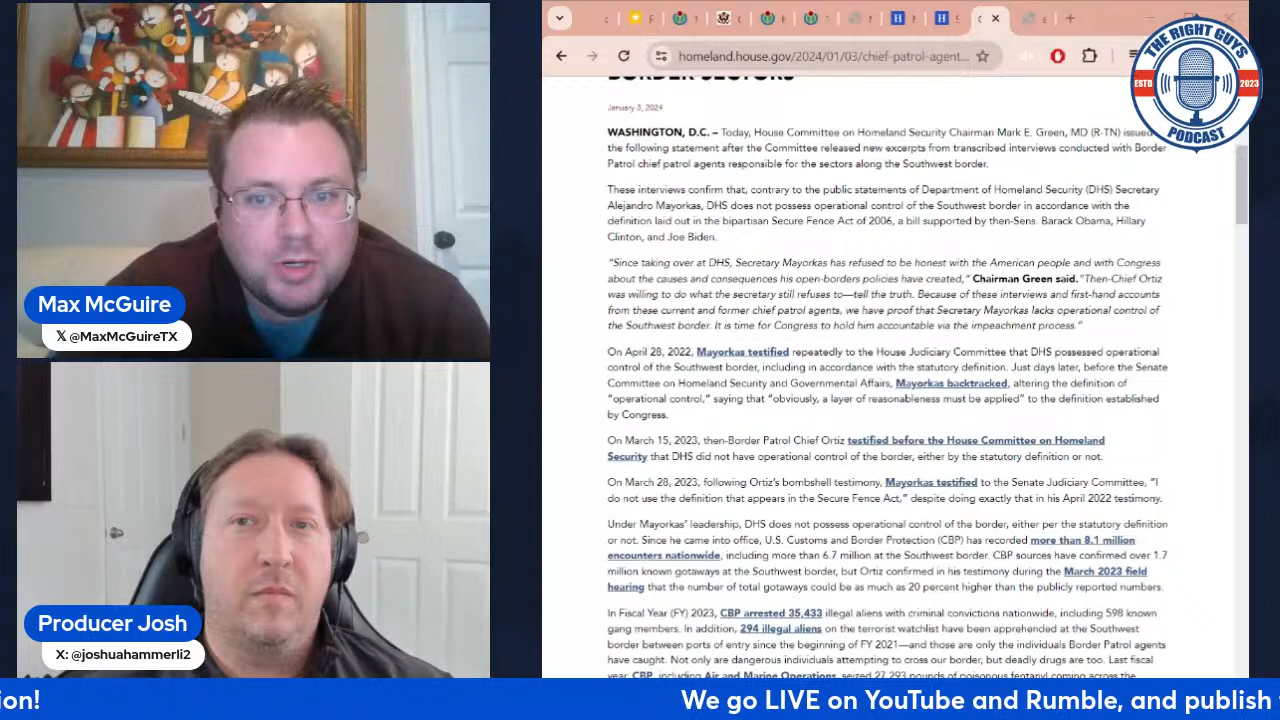 homeland.house.gov/2024/01/03/chief-patrol-agent...
BORDER SECTORS
January 3, 2024
WASHINGTON, D.C. – Today, House Committee on Homeland Security Chairman Mark E. Green, MD (R-TN) issued
the following statement after the Committee released new excerpts from transcribed interviews conducted with Border
Patrol chief patrol agents responsible for the sectors along the Southwest border.
These interviews confirm that, contrary to the public statements of Department of Homeland Security (DHS) Secretary
Alejandro Mayorkas, DHS does not possess operational control of the Southwest border in accordance with the
definition laid out in the bipartisan Secure Fence Act of 2006, a bill supported by then-Sens. Barack Obama, Hillary
Clinton, and Joe Biden.
"Since taking over at DHS, Secretary Mayorkas has refused to be honest with the American people and with Congress
about the causes and consequences his open-borders policies have created," Chairman Green said. "Then-Chief Ortiz
was willing to do what the secretary still refuses to—tell the truth. Because of these interviews and first-hand accounts
from these current and former chief patrol agents, we have proof that Secretary Mayorkas lacks operational control of
the Southwest border. It is time for Congress to hold him accountable via the impeachment process."
On April 28, 2022, Mayorkas testified repeatedly to the House Judiciary Committee that DHS possessed operational
control of the Southwest border, including in accordance with the statutory definition. Just days later, before the Senate
Committee on Homeland Security and Governmental Affairs, Mayorkas backtracked, altering the definition of
"operational control," saying that "obviously, a layer of reasonableness must be applied" to the definition established
by Congress.
On March 15, 2023, then-Border Patrol Chief Ortiz testified before the House Committee on Homeland
Security that DHS did not have operational control of the border, either by the statutory definition or not.
On March 28, 2023, following Ortiz's bombshell testimony, Mayorkas testified to the Senate Judiciary Committee, "I
do not use the definition that appears in the Secure Fence Act," despite doing exactly that in his April 2022 testimony.
Under Mayorkas' leadership, DHS does not possess operational control of the border, either per the statutory definition
or not. Since he came into office, U.S. Customs and Border Protection (CBP) has recorded more than 8.1 million
encounters nationwide, including more than 6.7 million at the Southwest border. CBP sources have confirmed over 1.7
million known gotaways at the Southwest border, but Ortiz confirmed in his testimony during the March 2023 field
hearing that the number of total gotaways could be as much as 20 percent higher than the publicly reported numbers.
In Fiscal Year (FY) 2023, CBP arrested 35,433 illegal aliens with criminal convictions nationwide, including 598 known
gang members. In addition, 294 illegal aliens on the terrorist watchlist have been apprehended at the Southwest
border between ports of entry since the beginning of FY 2021—and those are only the individuals Border Patrol agents
have caught. Not only are dangerous individuals attempting to cross our border, but deadly drugs are too. Last fiscal
year, CBP, including Air and Marine Operations, seized 27,293 pounds of poisonous fentanyl coming across the
THE RIGHT GUYS
ESTD 2023
PODCAST
Max McGuire
𝕏 @MaxMcGuireTX
Producer Josh
X: @joshuahammerli2
ion! We go LIVE on YouTube and Rumble, and publish